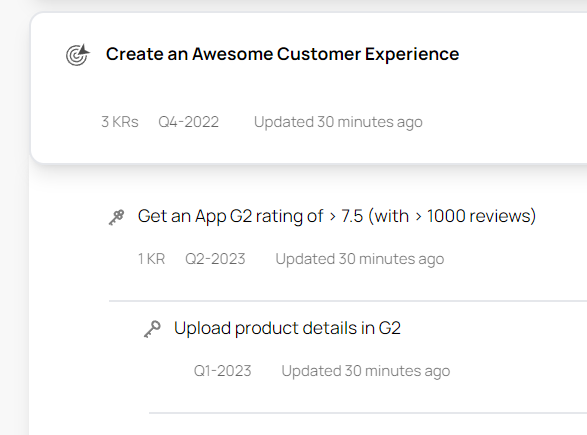 Create an Awesome Customer Experience
3 KRs Q4-2022 Updated 30 minutes ago
Get an App G2 rating of > 7.5 (with > 1000 reviews)
1 KR Q2-2023 Updated 30 minutes ago
Upload product details in G2
Q1-2023 Updated 30 minutes ago